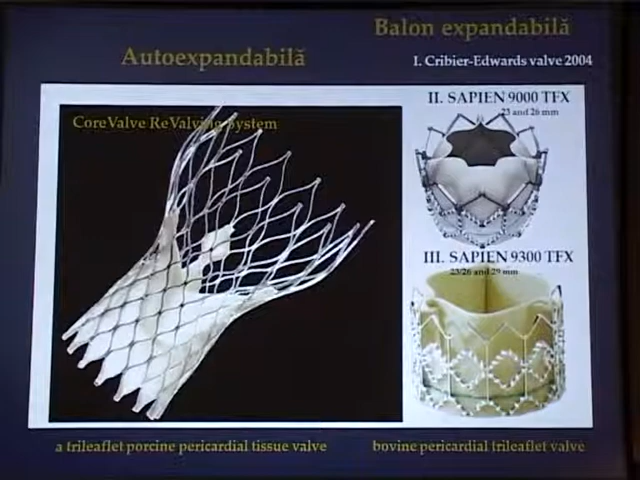 Balon expandabilă
Autoexpandabilă
I. Cribier-Edwards valve 2004
CoreValve ReValving System
II. SAPIEN 9000 TFX
23 and 26 mm
III. SAPIEN 9300 TFX
23/26 and 29 mm
a trileaflet porcine pericardial tissue valve
bovine pericardial trileaflet valve